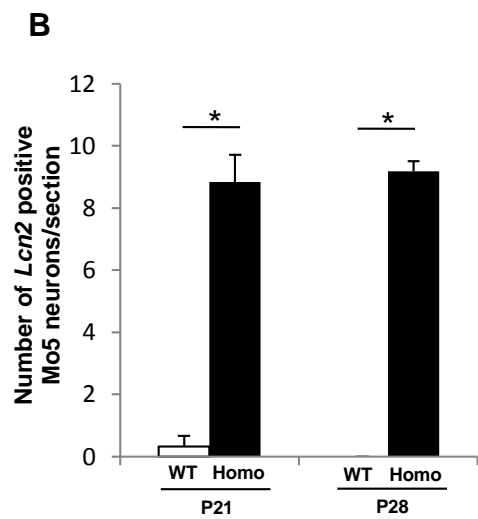 B
Number of Lcn2 positive
Mo5 neurons/section
12
10
8
6
4
2
0
*
*
WT Homo WT Homo
P21 P28